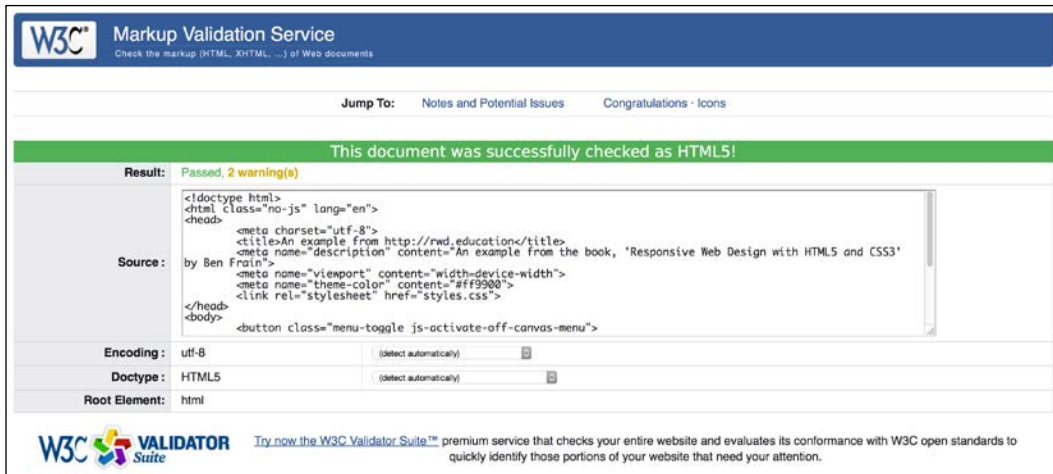 W3C® Markup Validation Service
Check the markup (HTML, XHTML, ...) of Web documents
Jump To: Notes and Potential Issues Congratulations · Icons
This document was successfully checked as HTML5!
Result: Passed, 2 warning(s)
Source :
<!doctype html>
<html class="no-js" lang="en">
<head>
<meta charset="utf-8">
<title>An example from http://rwd.education</title>
<meta name="description" content="An example from the book, 'Responsive Web Design with HTML5 and CSS3'
by Ben Frain">
<meta name="viewport" content="width=device-width">
<meta name="theme-color" content="#ff9900">
<link rel="stylesheet" href="styles.css">
</head>
<body>
<button class="menu-toggle js-activate-off-canvas-menu">
Encoding : utf-8 (detect automatically)
Doctype : HTML5 (detect automatically)
Root Element: html
W3C VALIDATOR Suite
Try now the W3C Validator Suite™ premium service that checks your entire website and evaluates its conformance with W3C open standards to
quickly identify those portions of your website that need your attention.